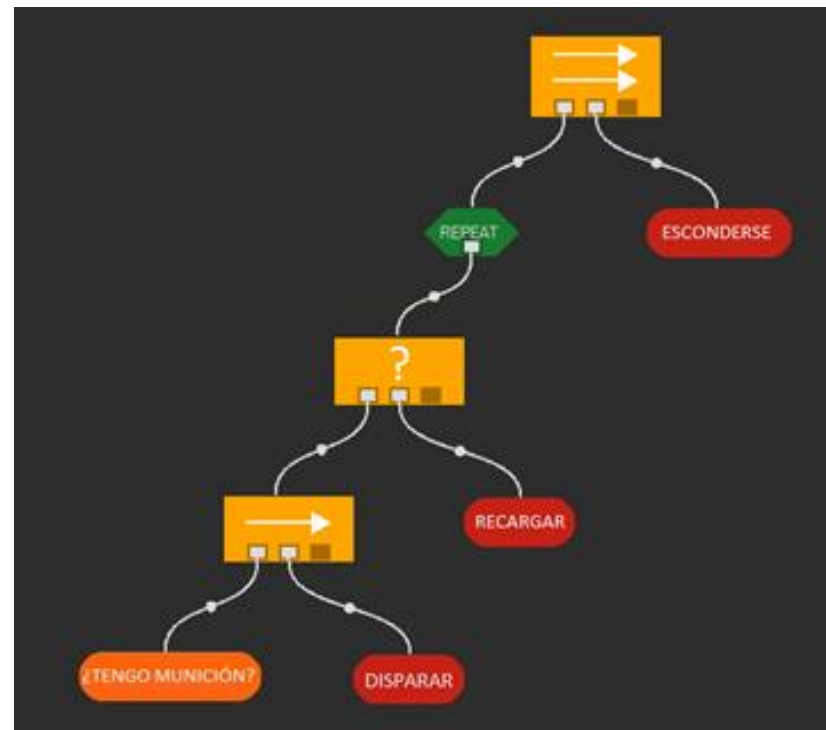 REPEAT
ESCONDERSE
?
RECARGAR
¿TENGO MUNICIÓN?
DISPARAR